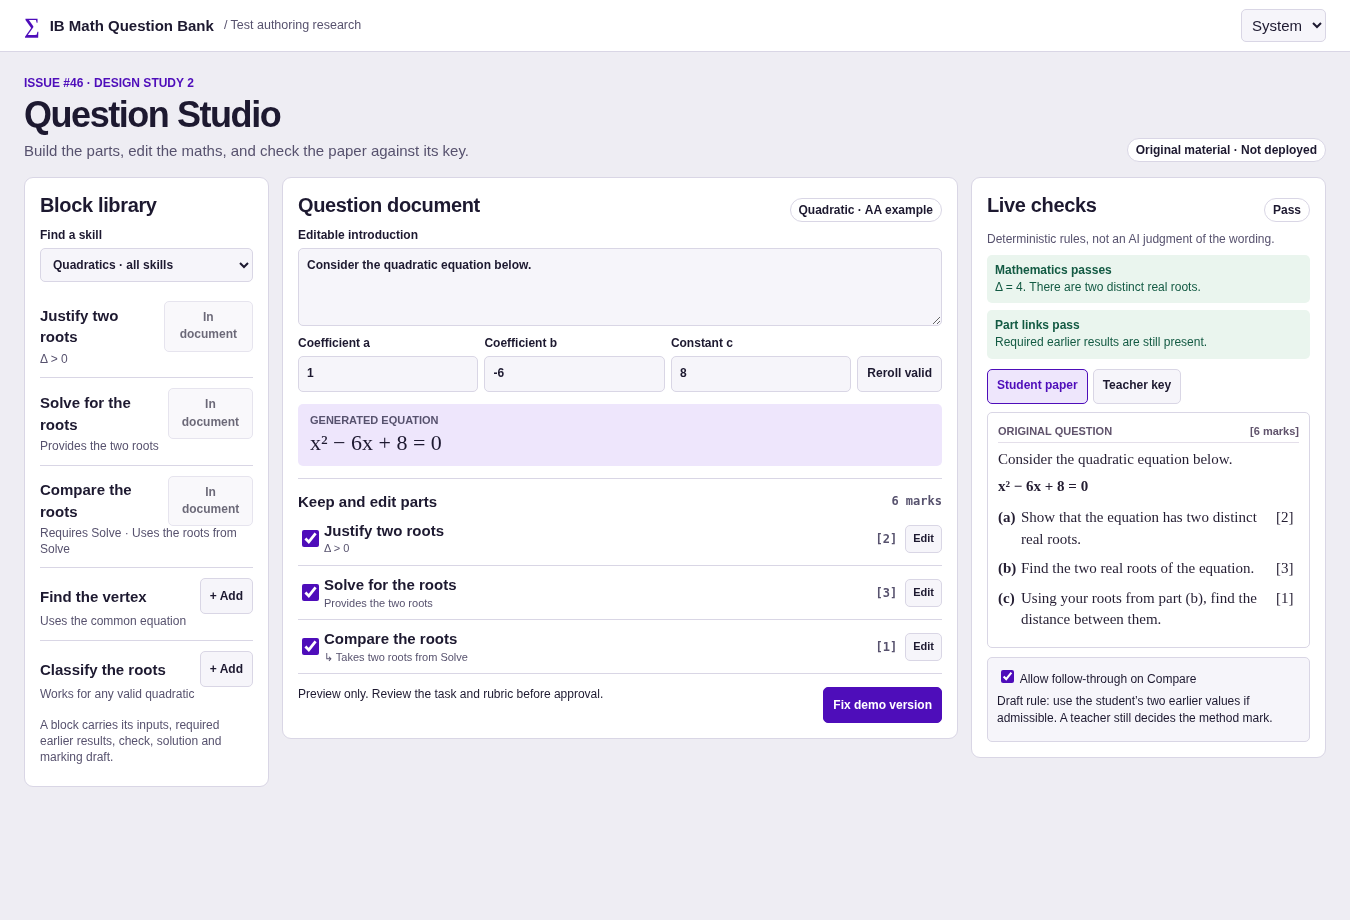 ∑ IB Math Question Bank / Test authoring research
System
ISSUE #46 · DESIGN STUDY 2
Question Studio
Build the parts, edit the maths, and check the paper against its key.
Original material · Not deployed
Block library
Find a skill
Quadratics · all skills
Justify two
roots
Δ > 0
In
document
Solve for the
roots
Provides the two roots
In
document
Compare the
roots
Requires Solve · Uses the roots from
Solve
In
document
Find the vertex
Uses the common equation
+ Add
Classify the roots
Works for any valid quadratic
+ Add
A block carries its inputs, required
earlier results, check, solution and
marking draft.
Question document
Quadratic · AA example
Editable introduction
Consider the quadratic equation below.
Coefficient a
Coefficient b
Constant c
1
-6
8
Reroll valid
GENERATED EQUATION
x² − 6x + 8 = 0
Keep and edit parts
6 marks
Justify two roots
Δ > 0
[2]
Edit
Solve for the roots
Provides the two roots
[3]
Edit
Compare the roots
↳ Takes two roots from Solve
[1]
Edit
Preview only. Review the task and rubric before approval.
Fix demo version
Live checks
Pass
Deterministic rules, not an AI judgment of the wording.
Mathematics passes
Δ = 4. There are two distinct real roots.
Part links pass
Required earlier results are still present.
Student paper
Teacher key
ORIGINAL QUESTION
[6 marks]
Consider the quadratic equation below.
x² − 6x + 8 = 0
(a) Show that the equation has two distinct [2]
real roots.
(b) Find the two real roots of the equation. [3]
(c) Using your roots from part (b), find the [1]
distance between them.
Allow follow-through on Compare
Draft rule: use the student's two earlier values if
admissible. A teacher still decides the method mark.